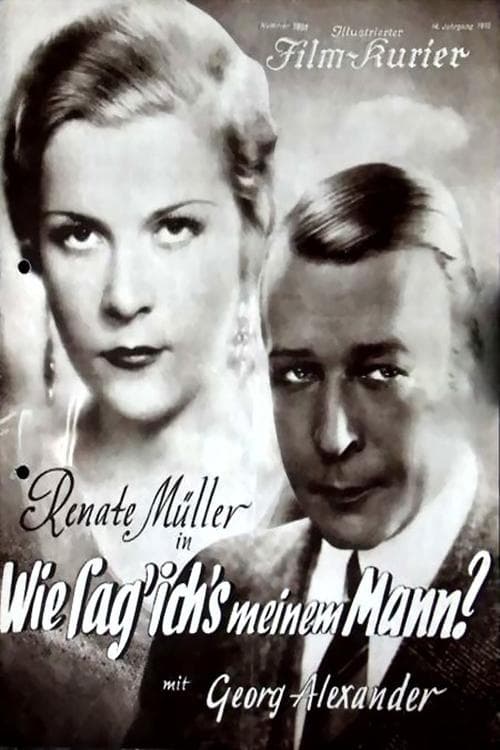 Illustrierter
Film-Kurier
Renate Müller
in
Wie sag' ich's meinem Mann?
mit
Georg Alexander